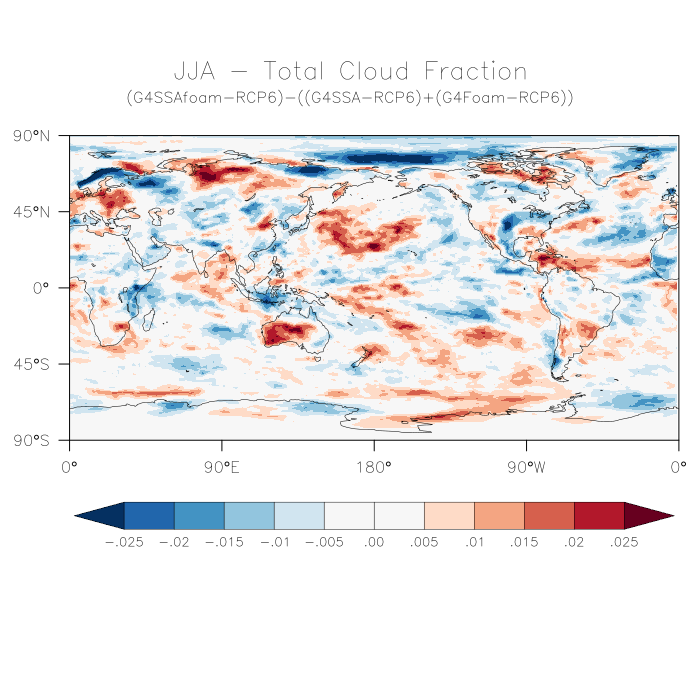 JJA − Total Cloud Fraction
(G4SSAfoam−RCP6)−((G4SSA−RCP6)+(G4Foam−RCP6))
90°N
45°N
0°
45°S
90°S
0° 90°E 180° 90°W 0°
−.025 −.02 −.015 −.01 −.005 .00 .005 .01 .015 .02 .025